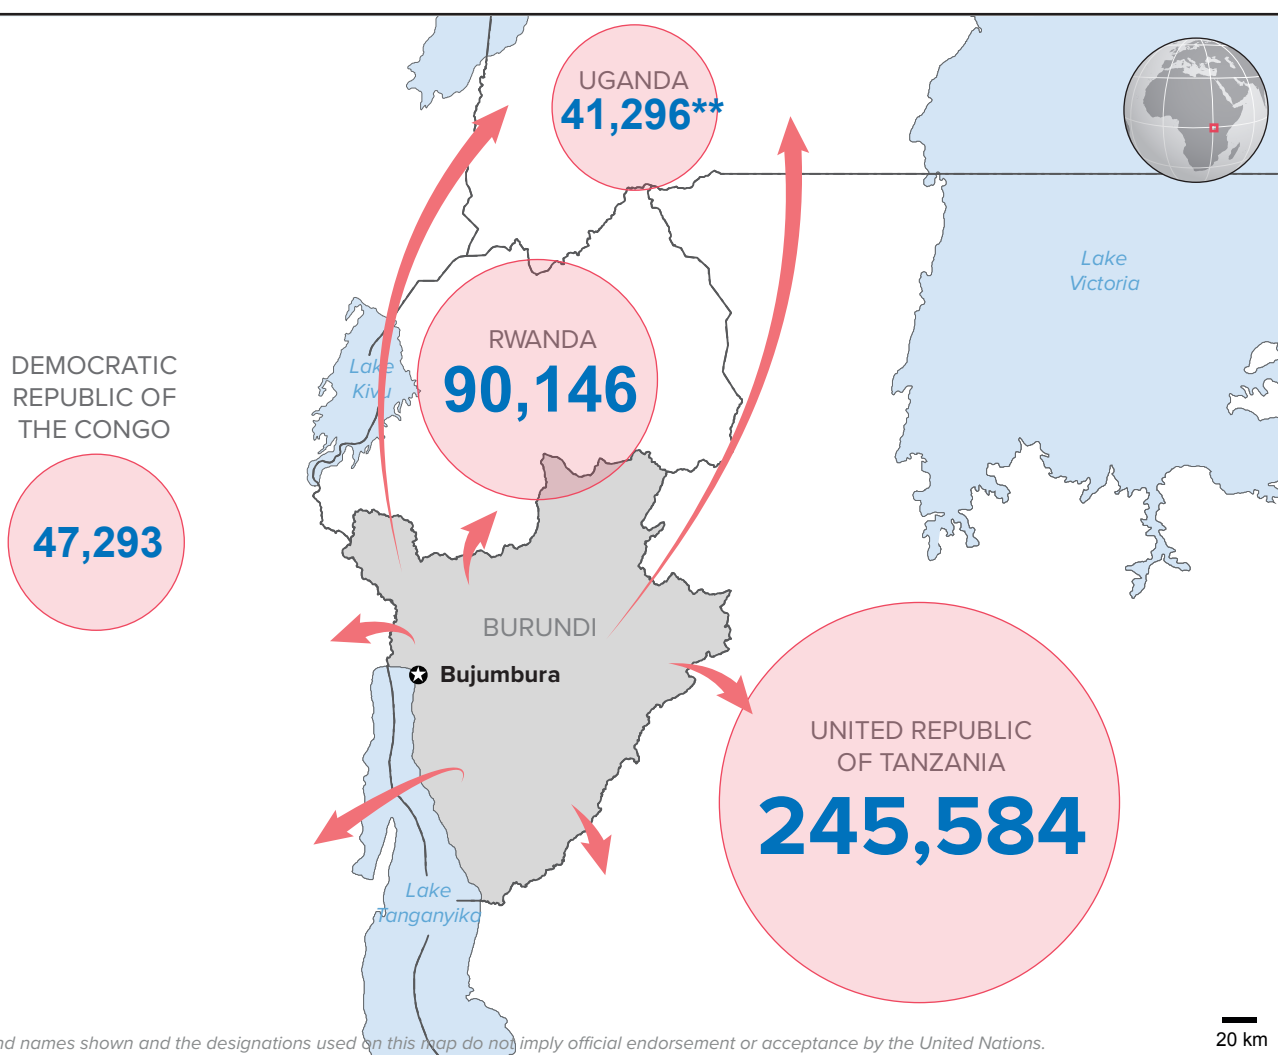 UGANDA
41,296**
Lake
Victoria
RWANDA
90,146
Lake
Kivu
DEMOCRATIC
REPUBLIC OF
THE CONGO
47,293
BURUNDI
Bujumbura
UNITED REPUBLIC
OF TANZANIA
245,584
Lake
Tanganyika
names shown and the designations used on this map do not imply official endorsement or acceptance by the United Nations.
20 km